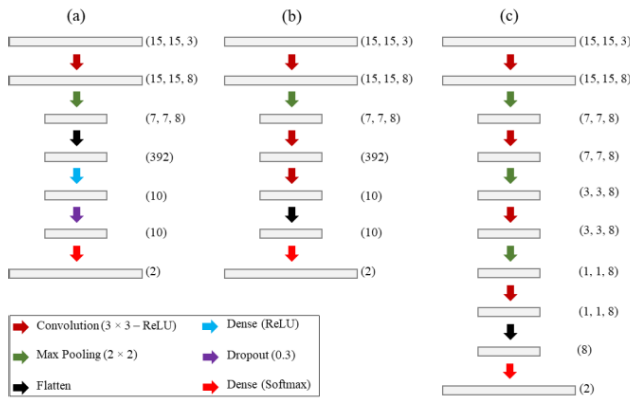 (a) (b) (c)
(15, 15, 3) (15, 15, 3) (15, 15, 3)
(15, 15, 8) (15, 15, 8) (15, 15, 8)
(7, 7, 8) (7, 7, 8) (7, 7, 8)
(392) (392) (7, 7, 8)
(10) (10) (3, 3, 8)
(10) (10) (3, 3, 8)
(2) (2) (1, 1, 8)
(1, 1, 8)
(8)
(2)
Convolution (3 × 3 – ReLU) Dense (ReLU)
Max Pooling (2 × 2) Dropout (0.3)
Flatten Dense (Softmax)